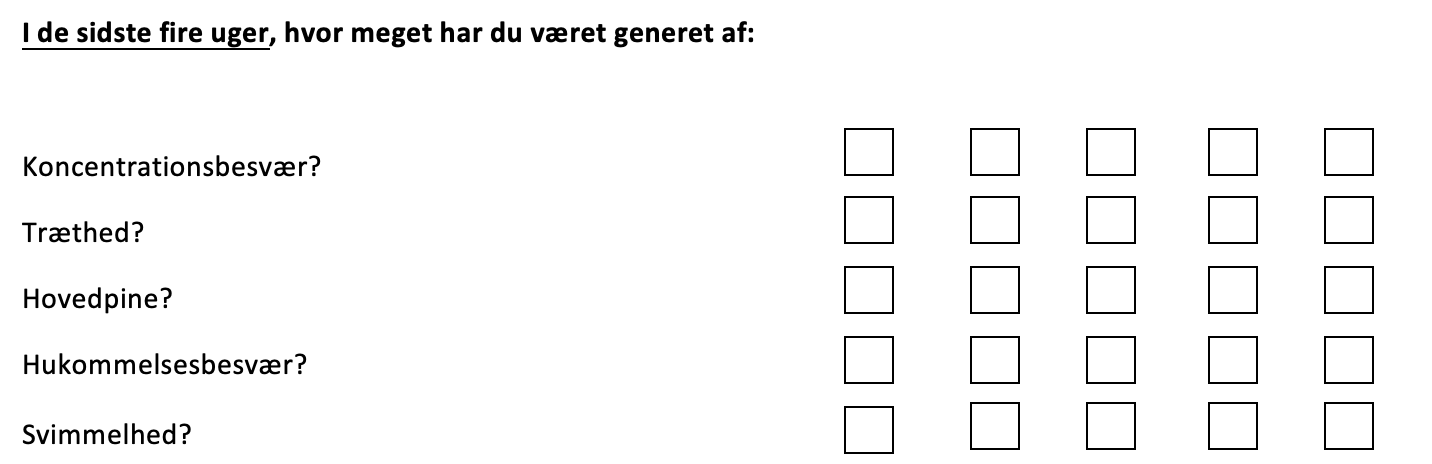 I de sidste fire uger, hvor meget har du været generet af:
Koncentrationsbesvær?
Træthed?
Hovedpine?
Hukommelsesbesvær?
Svimmelhed?